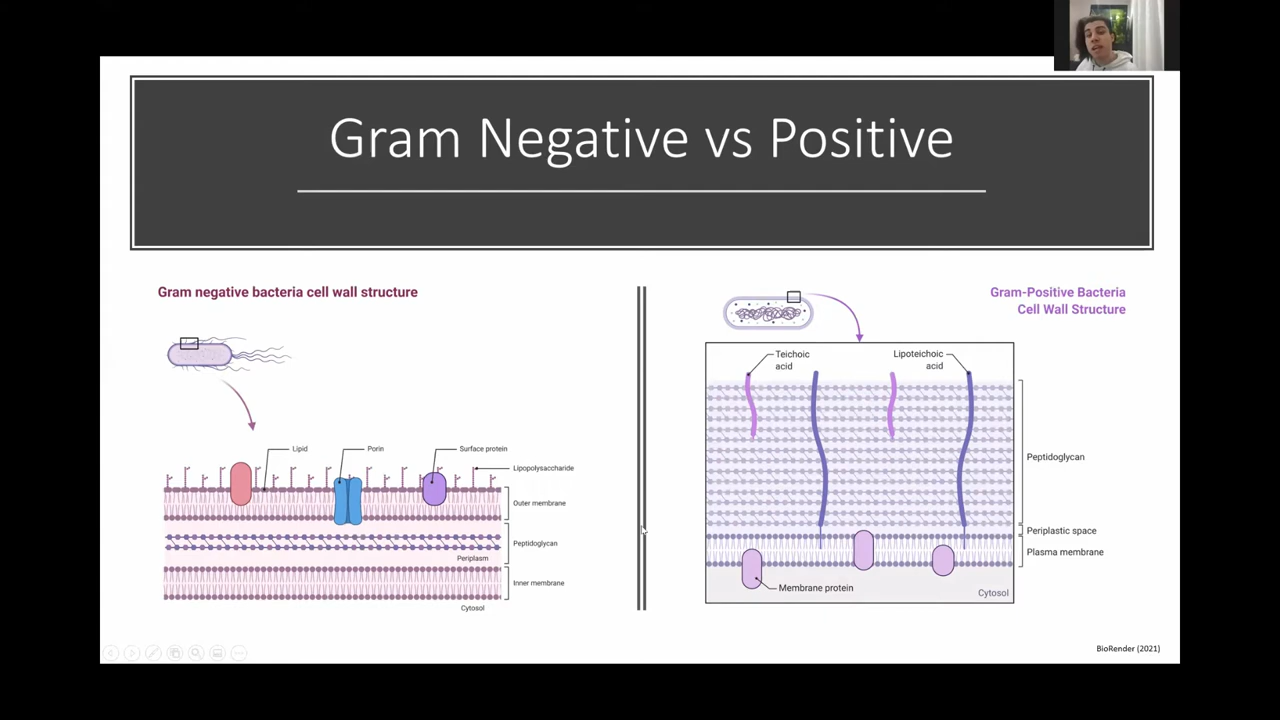 Gram Negative vs Positive
Gram negative bacteria cell wall structure
Lipid
Porin
Surface protein
Lipopolysaccharide
Outer membrane
Peptidoglycan
Periplasm
Inner membrane
Cytosol
Gram-Positive Bacteria
Cell Wall Structure
Teichoic
acid
Lipoteichoic
acid
Peptidoglycan
Periplastic space
Plasma membrane
Membrane protein
Cytosol
BioRender (2021)